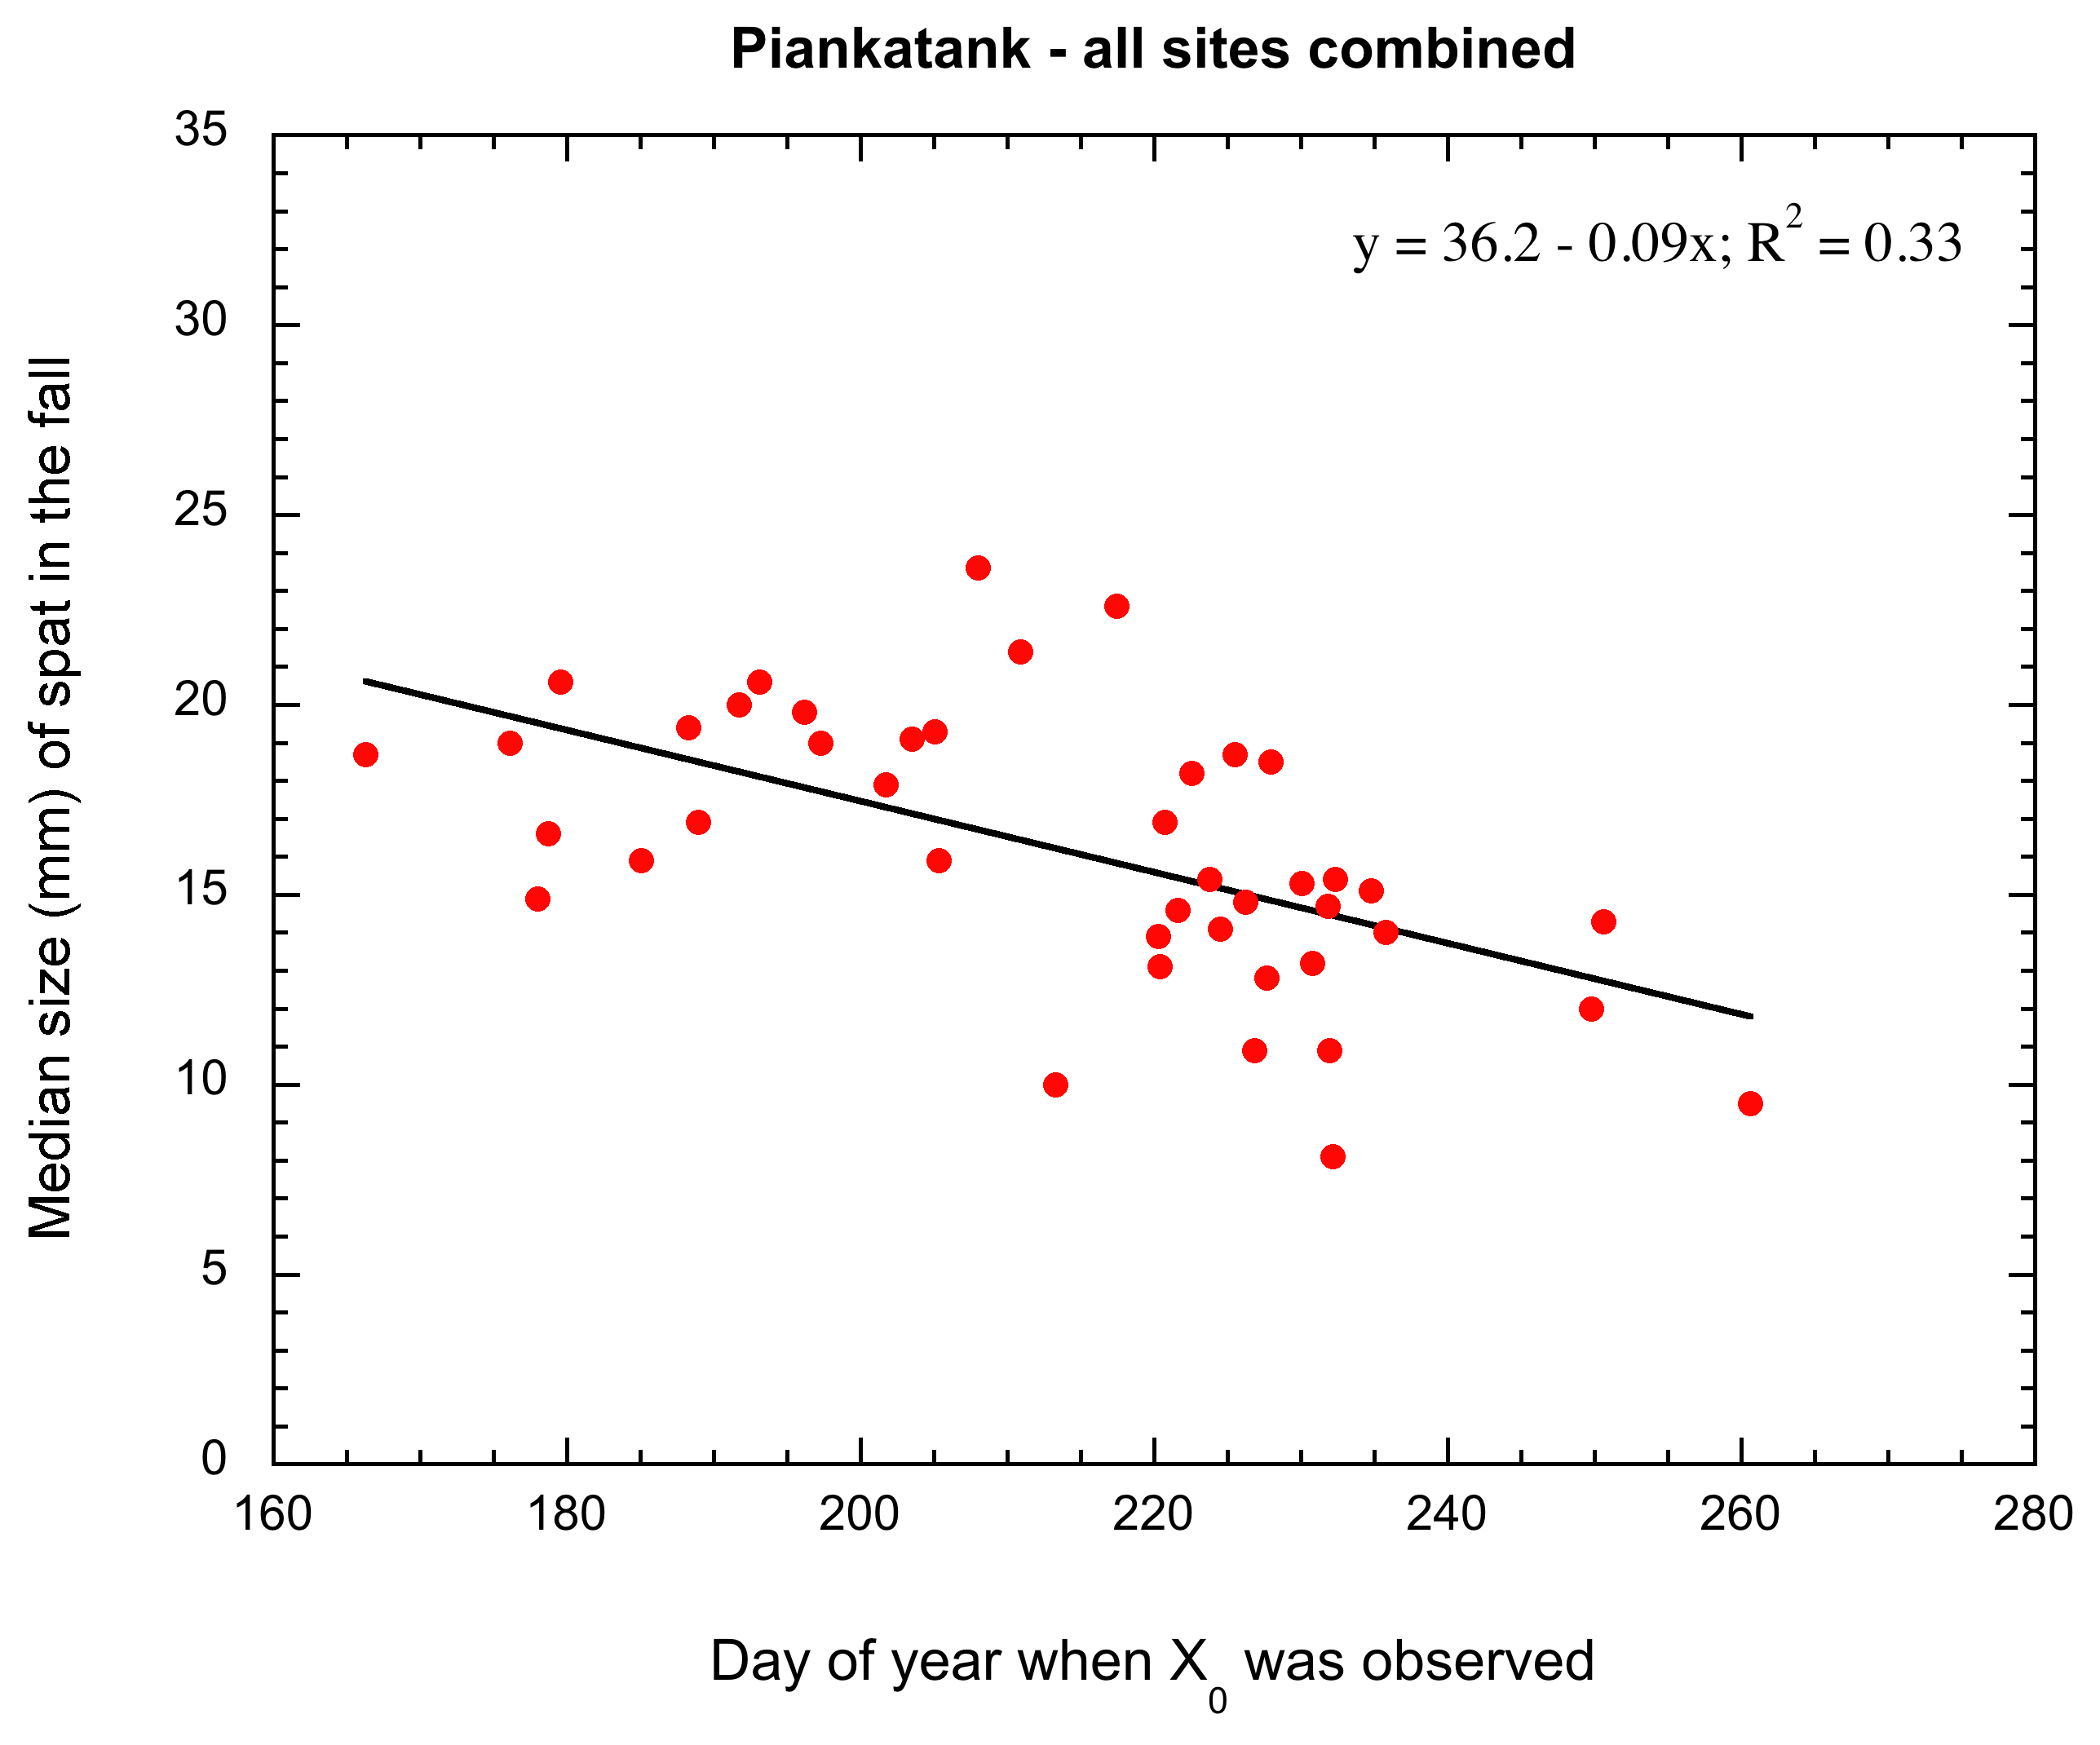 Piankatank - all sites combined
y = 36.2 - 0.09x; R² = 0.33
Median size (mm) of spat in the fall
35
30
25
20
15
10
5
0
160 180 200 220 240 260 280
Day of year when X₀ was observed